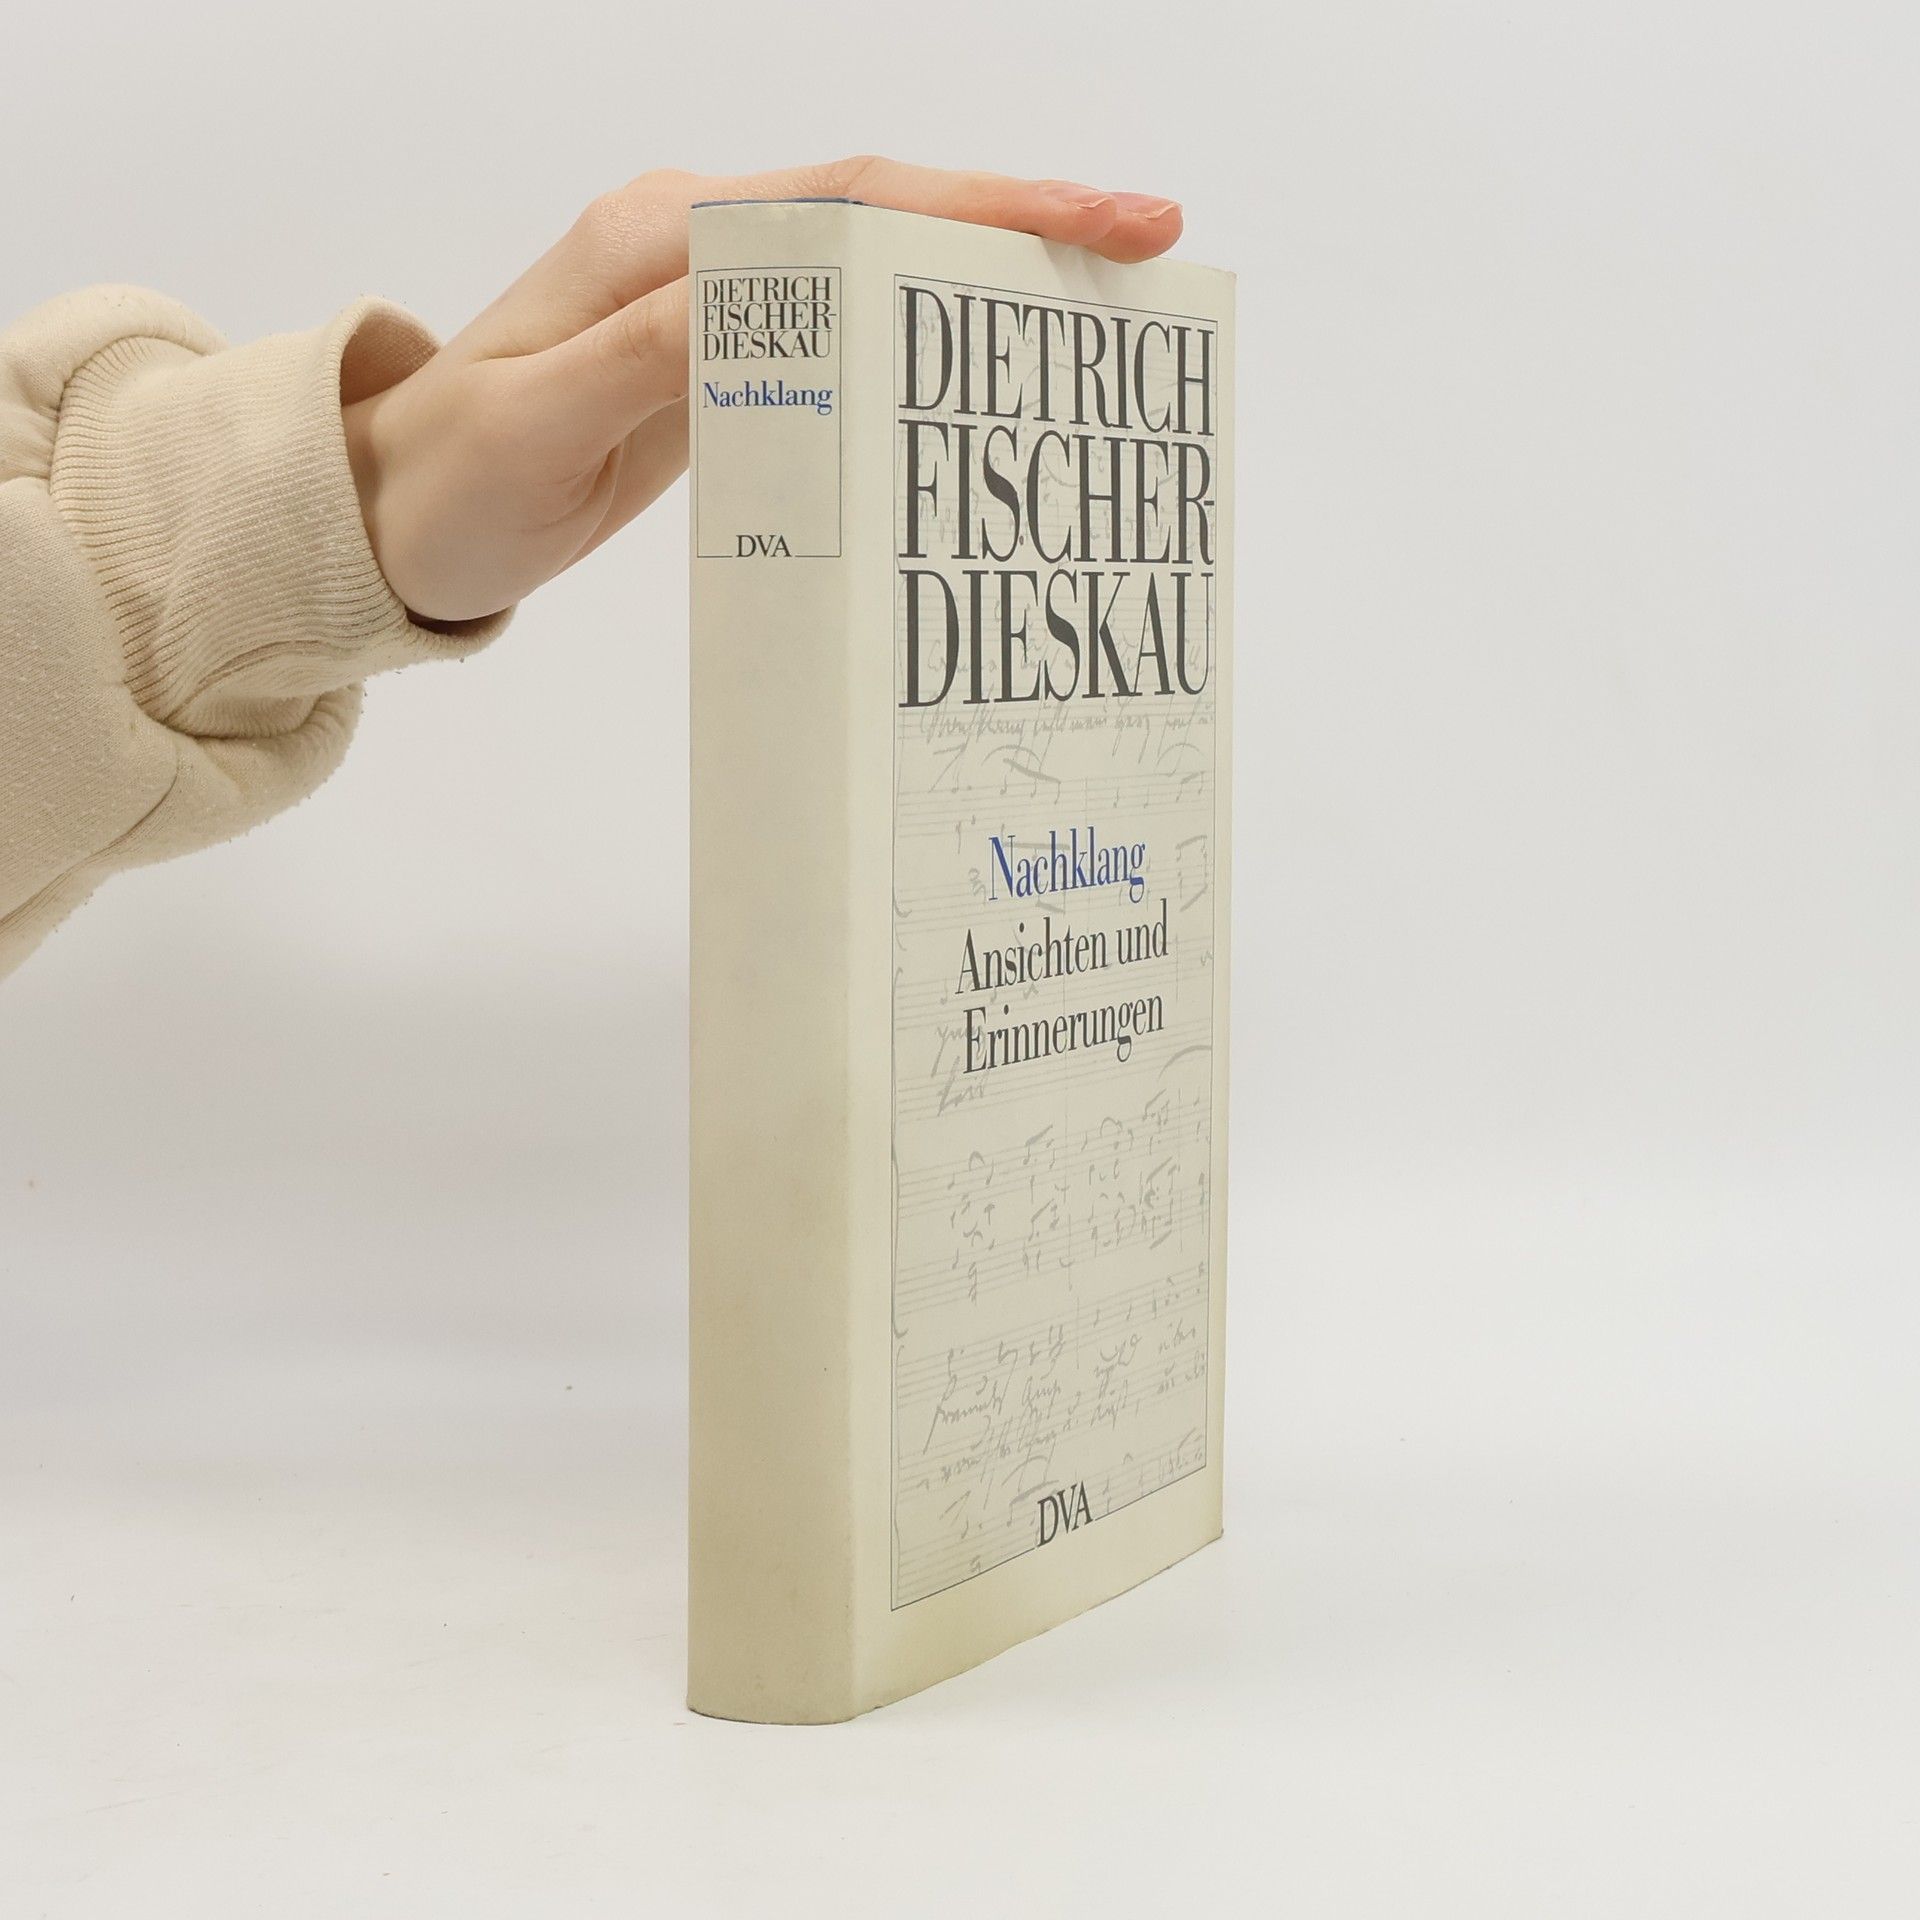 DIETRICH
FISCHER-
DIESKAU
Nachklang
DVA
DIETRICH
FISCHER-
DIESKAU
Nachklang
Ansichten und
Erinnerungen
DVA